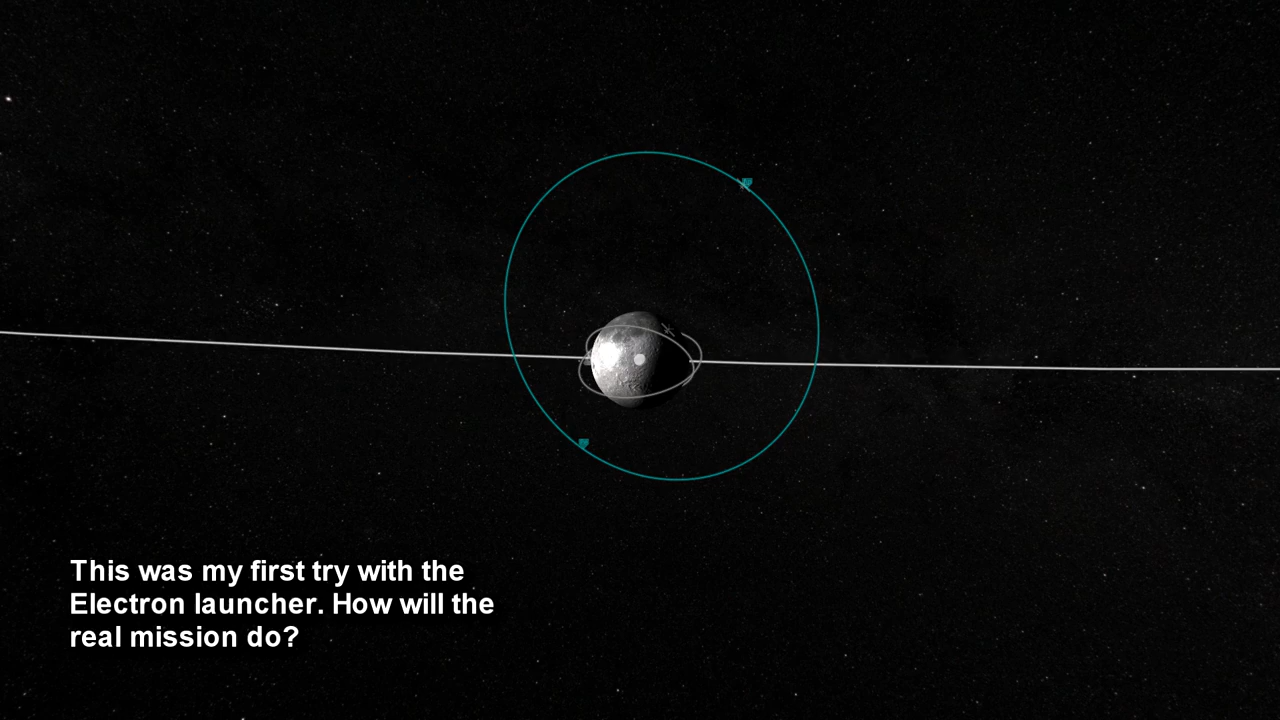 This was my first try with the
Electron launcher. How will the
real mission do?